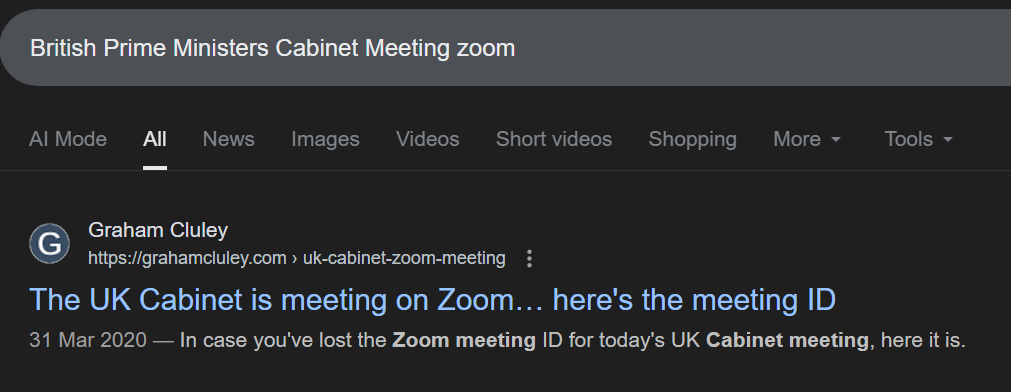 British Prime Ministers Cabinet Meeting zoom
AI Mode All News Images Videos Short videos Shopping More Tools
G
Graham Cluley
https://grahamcluley.com › uk-cabinet-zoom-meeting
The UK Cabinet is meeting on Zoom… here's the meeting ID
31 Mar 2020 — In case you've lost the Zoom meeting ID for today's UK Cabinet meeting, here it is.